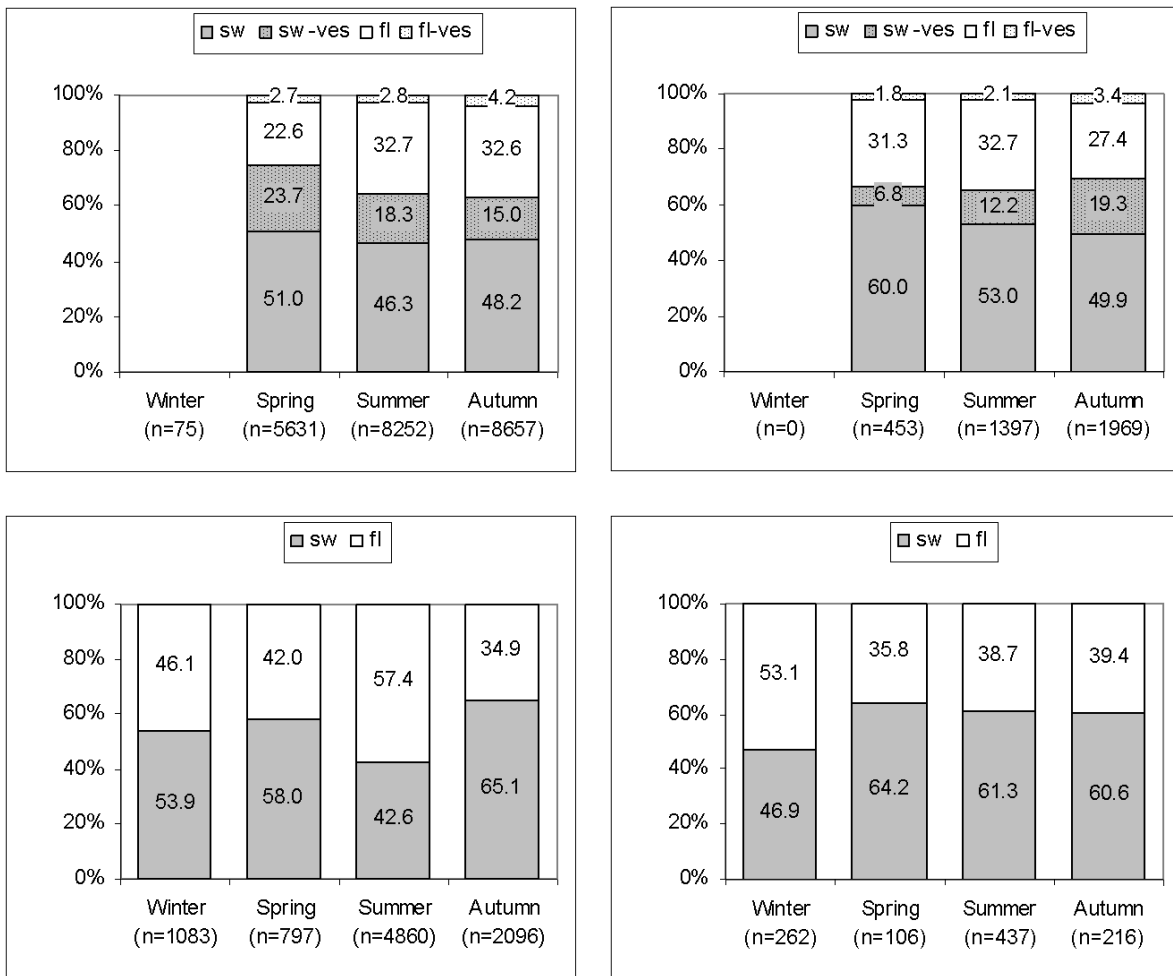 sw sw-ves fl fl-ves
100%
80%
60%
40%
20%
0%
2.7 2.8 4.2
22.6 32.7 32.6
23.7 18.3 15.0
51.0 46.3 48.2
Winter Spring Summer Autumn
(n=75) (n=5631) (n=8252) (n=8657)
sw sw-ves fl fl-ves
100%
80%
60%
40%
20%
0%
1.8 2.1 3.4
31.3 32.7 27.4
6.8 12.2 19.3
60.0 53.0 49.9
Winter Spring Summer Autumn
(n=0) (n=453) (n=1397) (n=1969)
sw fl
100%
80%
60%
40%
20%
0%
46.1 42.0 57.4 34.9
53.9 58.0 42.6 65.1
Winter Spring Summer Autumn
(n=1083) (n=797) (n=4860) (n=2096)
sw fl
100%
80%
60%
40%
20%
0%
53.1 35.8 38.7 39.4
46.9 64.2 61.3 60.6
Winter Spring Summer Autumn
(n=262) (n=106) (n=437) (n=216)